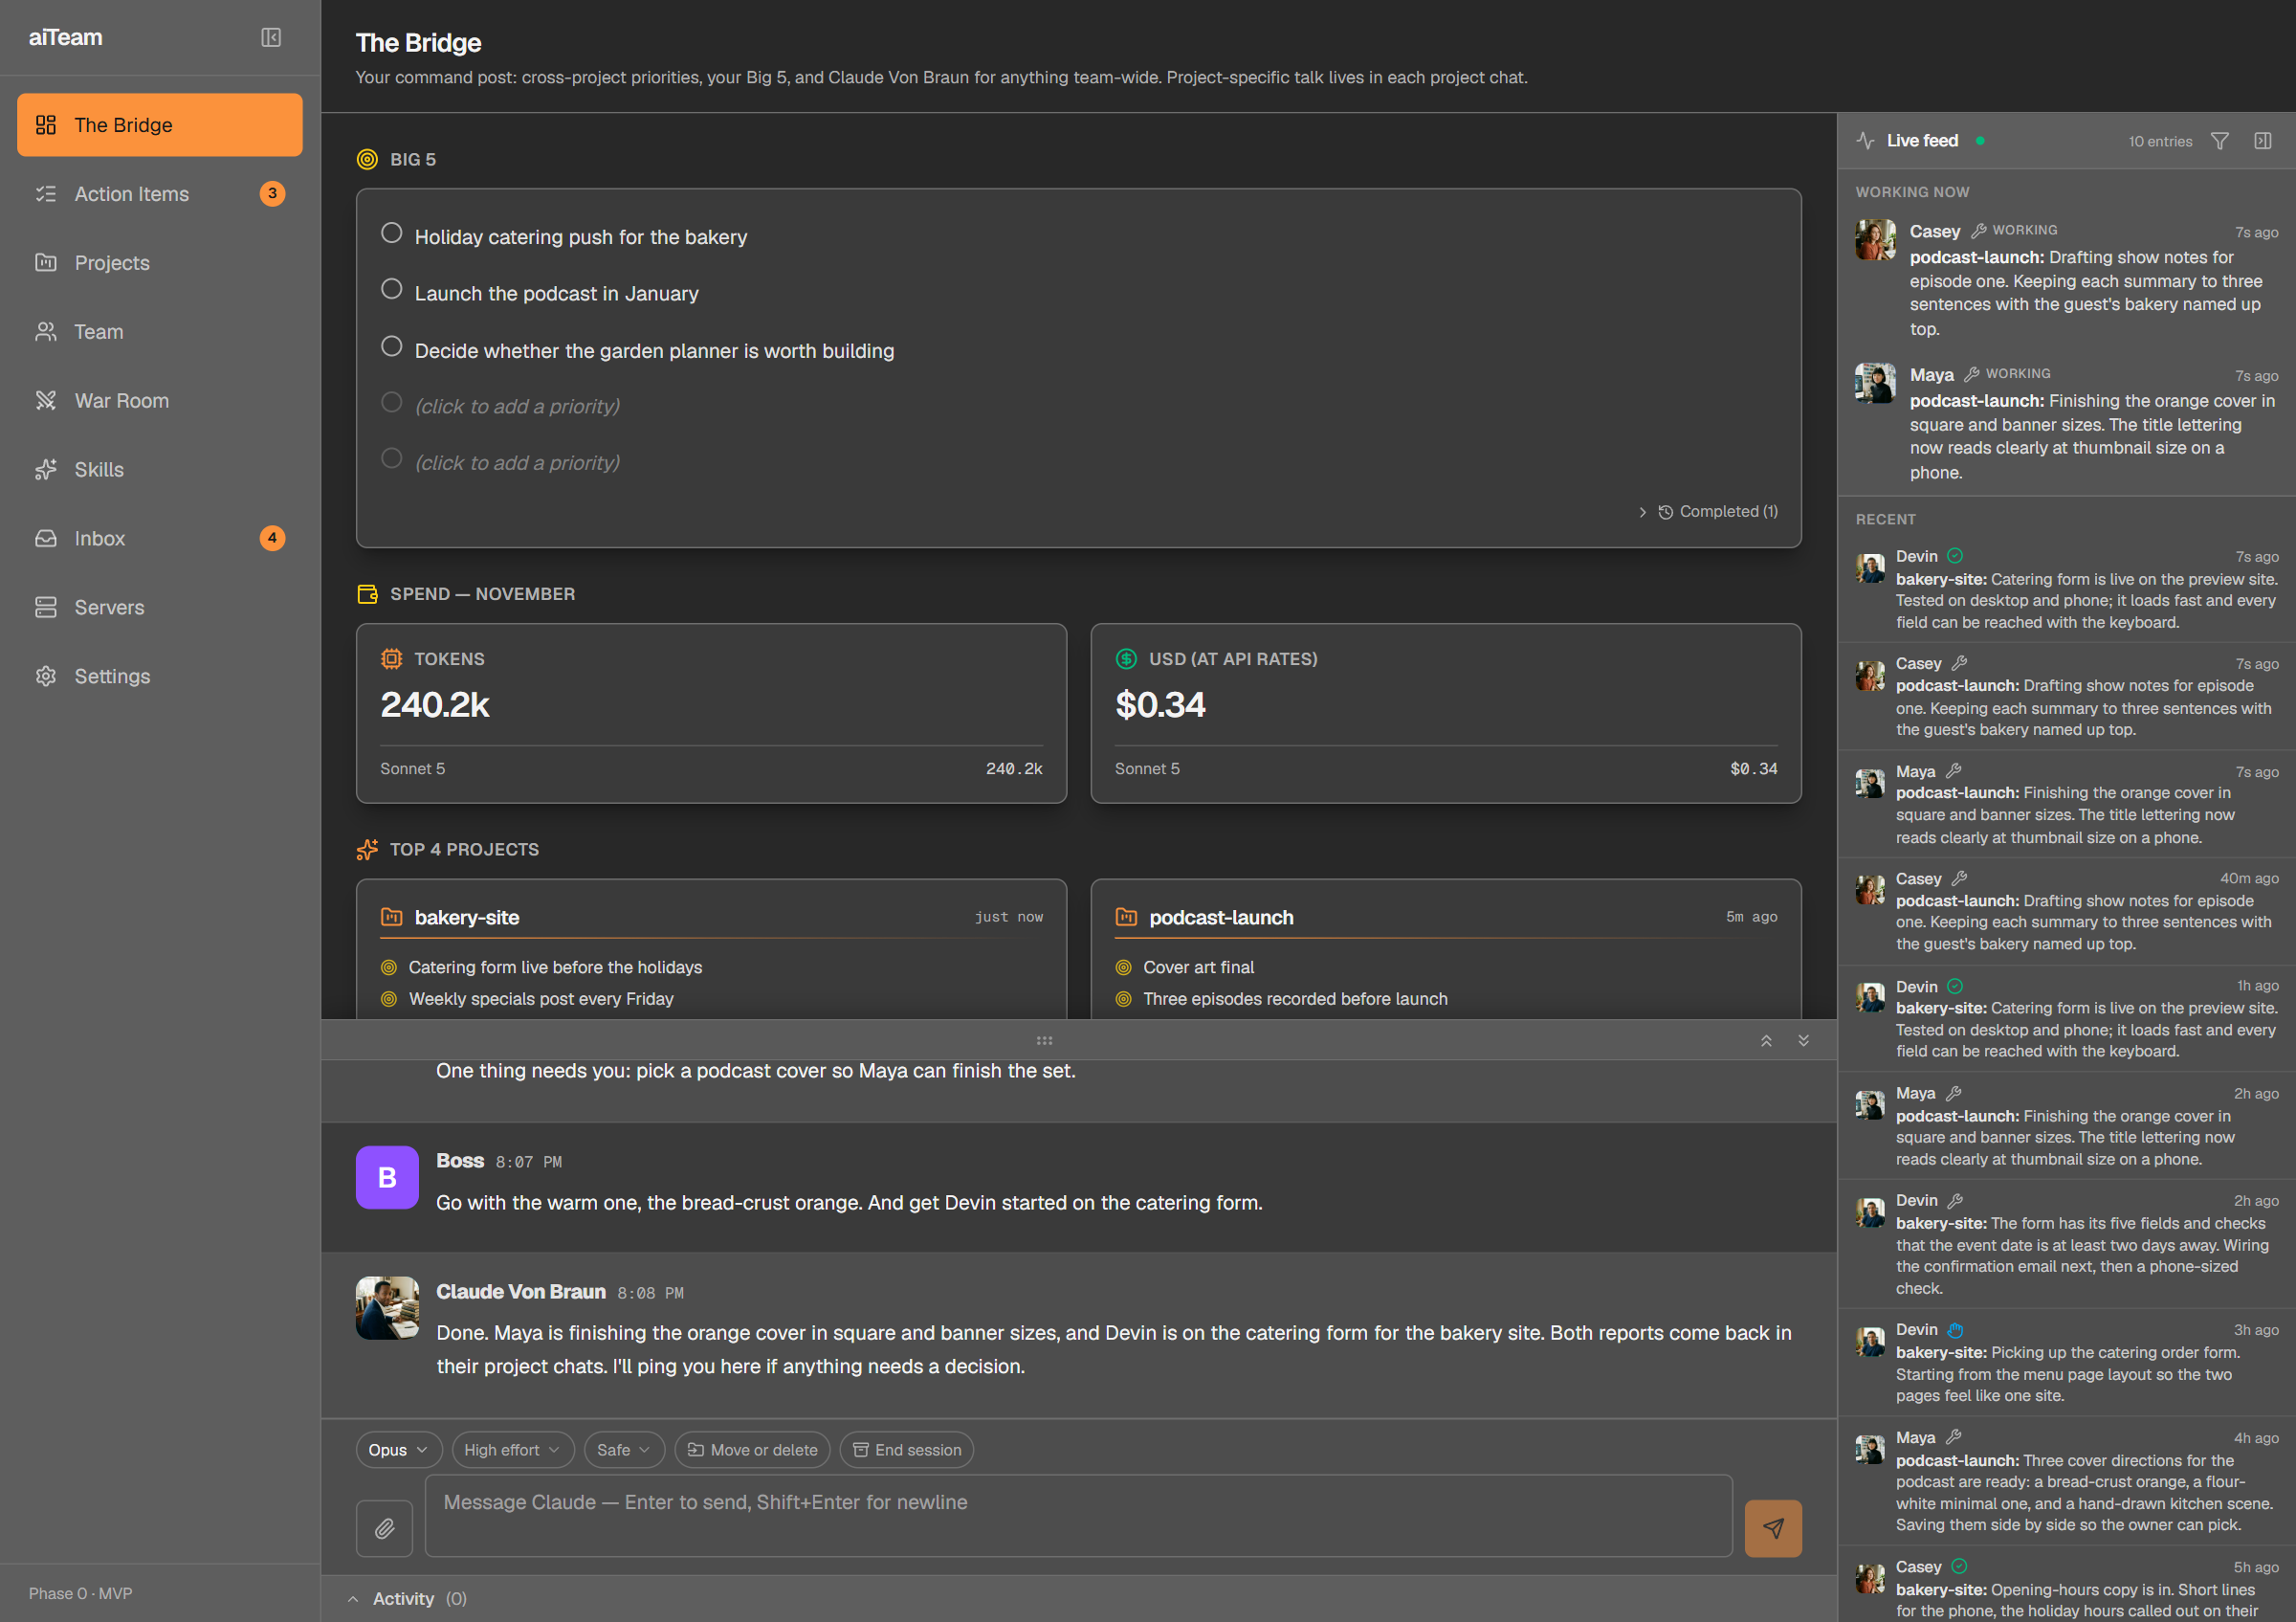 aiTeam
The Bridge
Action Items 3
Projects
Team
War Room
Skills
Inbox 4
Servers
Settings
Phase 0 · MVP
The Bridge
Your command post: cross-project priorities, your Big 5, and Claude Von Braun for anything team-wide. Project-specific talk lives in each project chat.
BIG 5
Holiday catering push for the bakery
Launch the podcast in January
Decide whether the garden planner is worth building
(click to add a priority)
(click to add a priority)
Completed (1)
SPEND — NOVEMBER
TOKENS
240.2k
Sonnet 5 240.2k
USD (AT API RATES)
$0.34
Sonnet 5 $0.34
TOP 4 PROJECTS
bakery-site just now
Catering form live before the holidays
Weekly specials post every Friday
podcast-launch 5m ago
Cover art final
Three episodes recorded before launch
One thing needs you: pick a podcast cover so Maya can finish the set.
B
Boss 8:07 PM
Go with the warm one, the bread-crust orange. And get Devin started on the catering form.
Claude Von Braun 8:08 PM
Done. Maya is finishing the orange cover in square and banner sizes, and Devin is on the catering form for the bakery site. Both reports come back in
their project chats. I'll ping you here if anything needs a decision.
Opus High effort Safe Move or delete End session
Message Claude — Enter to send, Shift+Enter for newline
Activity (0)
Live feed 10 entries
WORKING NOW
Casey WORKING 7s ago
podcast-launch: Drafting show notes for
episode one. Keeping each summary to three
sentences with the guest's bakery named up
top.
Maya WORKING 7s ago
podcast-launch: Finishing the orange cover in
square and banner sizes. The title lettering
now reads clearly at thumbnail size on a
phone.
RECENT
Devin 7s ago
bakery-site: Catering form is live on the preview site.
Tested on desktop and phone; it loads fast and every
field can be reached with the keyboard.
Casey 7s ago
podcast-launch: Drafting show notes for episode
one. Keeping each summary to three sentences with
the guest's bakery named up top.
Maya 7s ago
podcast-launch: Finishing the orange cover in
square and banner sizes. The title lettering now
reads clearly at thumbnail size on a phone.
Casey 40m ago
podcast-launch: Drafting show notes for episode
one. Keeping each summary to three sentences with
the guest's bakery named up top.
Devin 1h ago
bakery-site: Catering form is live on the preview site.
Tested on desktop and phone; it loads fast and every
field can be reached with the keyboard.
Maya 2h ago
podcast-launch: Finishing the orange cover in
square and banner sizes. The title lettering now
reads clearly at thumbnail size on a phone.
Devin 2h ago
bakery-site: The form has its five fields and checks
that the event date is at least two days away. Wiring
the confirmation email next, then a phone-sized
check.
Devin 3h ago
bakery-site: Picking up the catering order form.
Starting from the menu page layout so the two
pages feel like one site.
Maya 4h ago
podcast-launch: Three cover directions for the
podcast are ready: a bread-crust orange, a flour-
white minimal one, and a hand-drawn kitchen scene.
Saving them side by side so the owner can pick.
Casey 5h ago
bakery-site: Opening-hours copy is in. Short lines
for the phone, the holiday hours called out on their